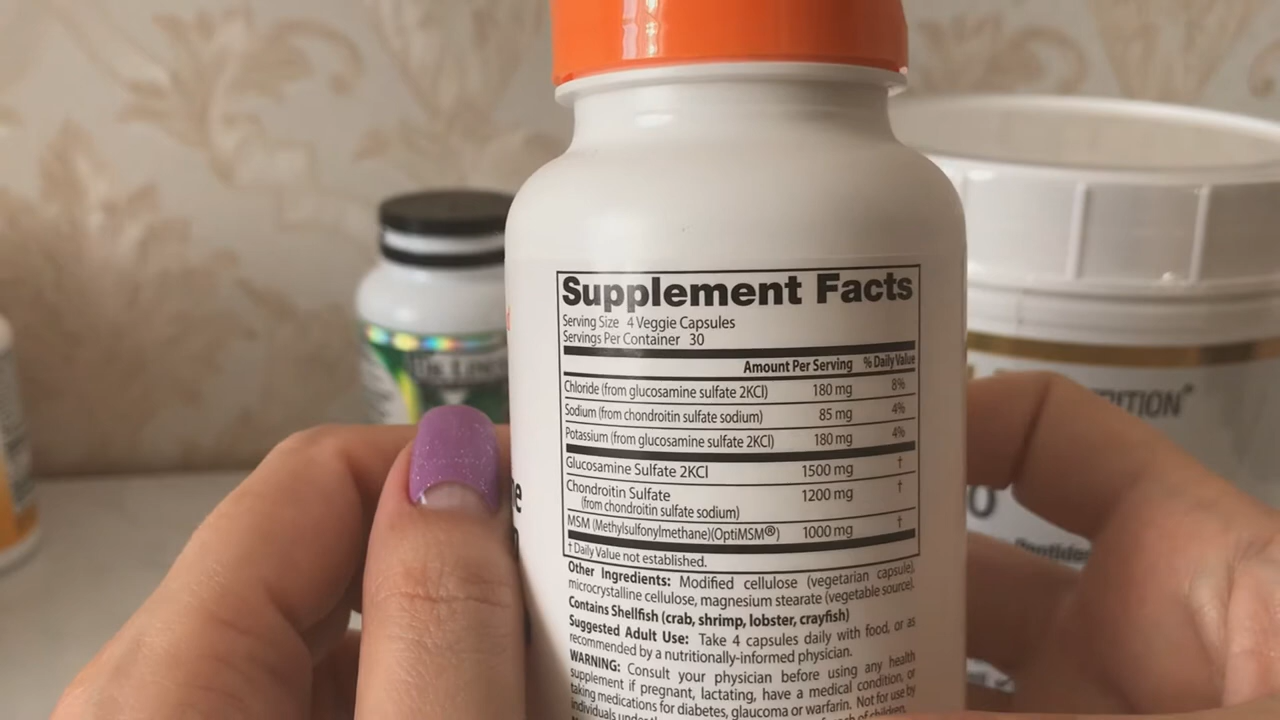 Supplement Facts
Serving Size 4 Veggie Capsules
Servings Per Container 30
Amount Per Serving % Daily Value
Chloride (from glucosamine sulfate 2KCl) 180 mg 8%
Sodium (from chondroitin sulfate sodium) 85 mg 4%
Potassium (from glucosamine sulfate 2KCl) 180 mg 4%
Glucosamine Sulfate 2KCl 1500 mg †
Chondroitin Sulfate 1200 mg †
(from chondroitin sulfate sodium)
MSM (Methylsulfonylmethane)(OptiMSM®) 1000 mg †
† Daily Value not established.
Other Ingredients: Modified cellulose (vegetarian capsule),
microcrystalline cellulose, magnesium stearate (vegetable source).
Contains Shellfish (crab, shrimp, lobster, crayfish)
Suggested Adult Use: Take 4 capsules daily with food, or as
recommended by a nutritionally-informed physician.
WARNING: Consult your physician before using any health
supplement if pregnant, lactating, have a medical condition, or
taking medications for diabetes, glaucoma or warfarin. Not for use by
individuals under reach of children.
RITION™